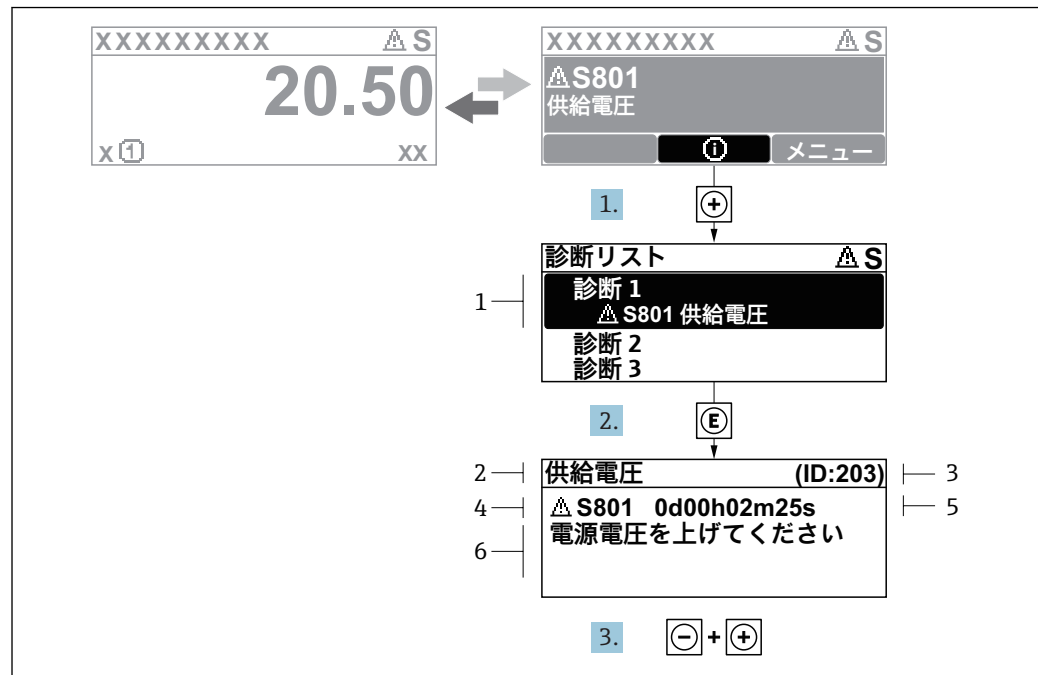 XXXXXXXXX ⚠ S
20.50
x ① xx
XXXXXXXXX ⚠ S
⚠ S801
供給電圧
ⓘ メニュー
1. ⊕
診断リスト ⚠ S
1
診断 1
⚠ S801 供給電圧
診断 2
診断 3
2. Ⓔ
2 供給電圧 (ID:203) 3
4 ⚠ S801 0d00h02m25s 5
6 電源電圧を上げてください
3. ⊖ + ⊕